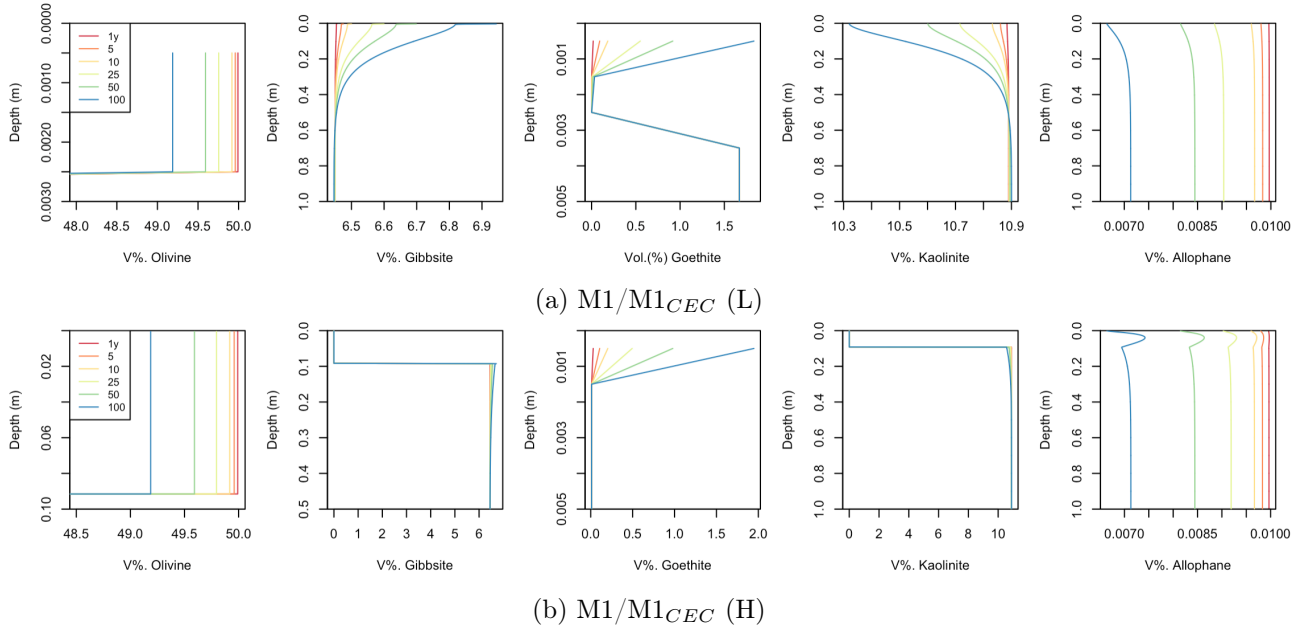 0.0000
0.0010
0.0020
0.0030
Depth (m)
1y
5
10
25
50
100
48.0 48.5 49.0 49.5 50.0
V%. Olivine
0.0
0.2
0.4
0.6
0.8
1.0
Depth (m)
6.5 6.6 6.7 6.8 6.9
V%. Gibbsite
0.001
0.003
0.005
Depth (m)
0.0 0.5 1.0 1.5
Vol.(%) Goethite
0.0
0.2
0.4
0.6
0.8
1.0
Depth (m)
10.3 10.5 10.7 10.9
V%. Kaolinite
0.0
0.2
0.4
0.6
0.8
1.0
Depth (m)
0.0070 0.0085 0.0100
V%. Allophane
(a) M1/M1CEC (L)
0.02
0.06
0.10
Depth (m)
1y
5
10
25
50
100
48.5 49.0 49.5 50.0
V%. Olivine
0.0
0.1
0.2
0.3
0.4
0.5
Depth (m)
0 1 2 3 4 5 6
V%. Gibbsite
0.001
0.003
0.005
Depth (m)
0.0 0.5 1.0 1.5 2.0
V%. Goethite
0.0
0.2
0.4
0.6
0.8
1.0
Depth (m)
0 2 4 6 8 10
V%. Kaolinite
0.0
0.2
0.4
0.6
0.8
1.0
Depth (m)
0.0070 0.0085 0.0100
V%. Allophane
(b) M1/M1CEC (H)